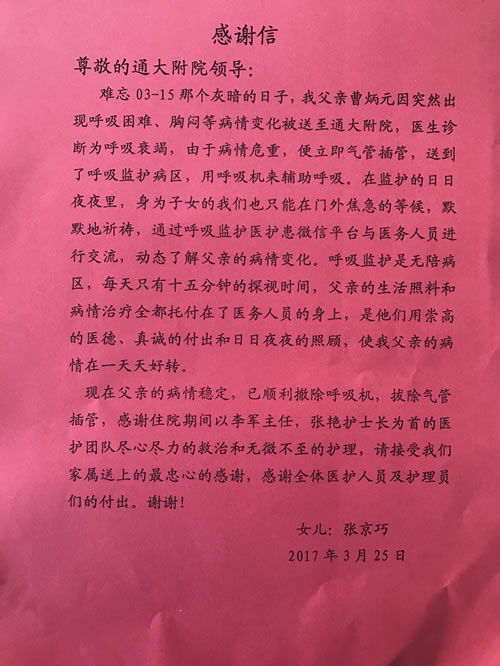 感谢信
尊敬的通大附院领导：
难忘 03-15 那个灰暗的日子，我父亲曹炳元因突然出
现呼吸困难、胸闷等病情变化被送至通大附院，医生诊
断为呼吸衰竭，由于病情危重，便立即气管插管，送到
了呼吸监护病区，用呼吸机来辅助呼吸。在监护的日日
夜夜里，身为子女的我们也只能在门外焦急的等候，默
默地祈祷，通过呼吸监护医护患微信平台与医务人员进
行交流，动态了解父亲的病情变化。呼吸监护是无陪病
区，每天只有十五分钟的探视时间，父亲的生活照料和
病情治疗全都托付在了医务人员的身上，是他们用崇高
的医德、真诚的付出和日日夜夜的照顾，使我父亲的病
情在一天天好转。
现在父亲的病情稳定，已顺利撤除呼吸机，拔除气管
插管，感谢住院期间以李军主任，张艳护士长为首的医
护团队尽心尽力的救治和无微不至的护理，请接受我们
家属送上的最忠心的感谢，感谢全体医护人员及护理员
们的付出。谢谢!
女儿：张京巧
2017 年 3 月 25 日